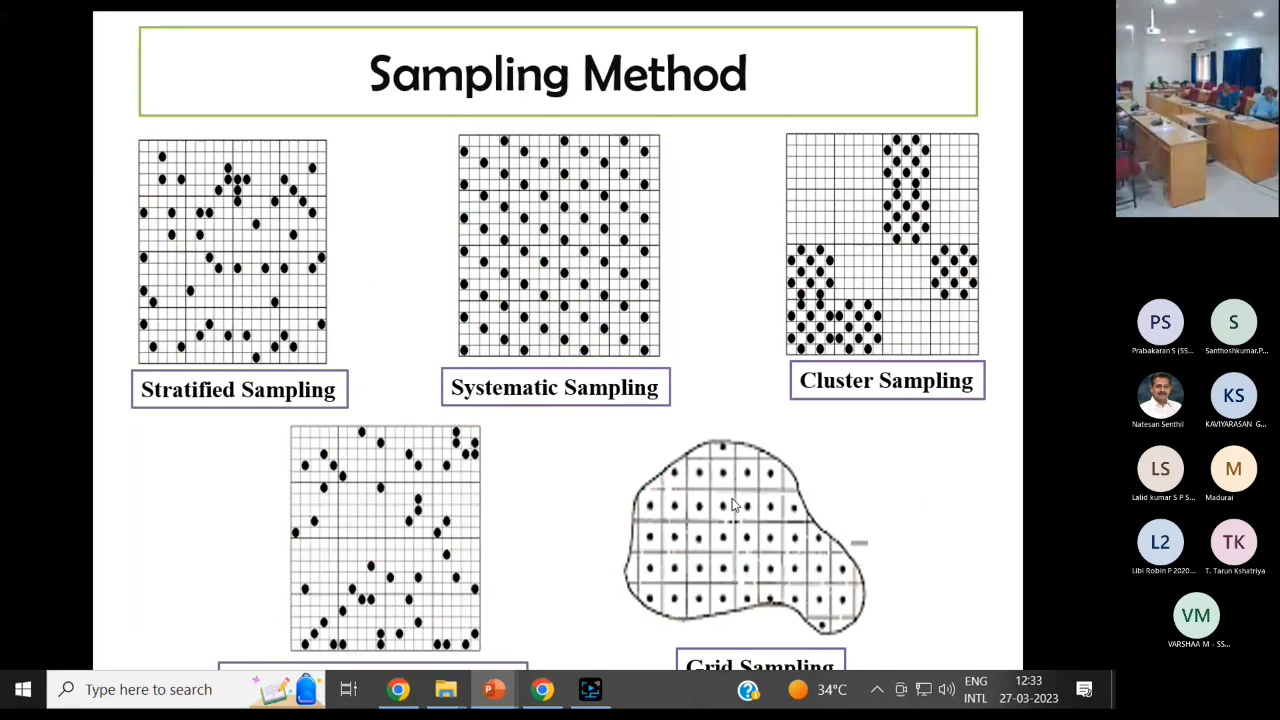 Sampling Method
Stratified Sampling
Systematic Sampling
Cluster Sampling
Grid Sampling
PS
Prabakaran S (SS...
S
Santhoshkumar.P...
Natesan Senthil
KS
KAVIYARASAN G...
LS
Lalid kumar S P S...
M
Madurai
L2
Libi Robin P 2020...
TK
T. Tarun Kshatriya
VM
VARSHAA M - SS...
Type here to search
34°C
ENG
INTL
12:33
27-03-2023